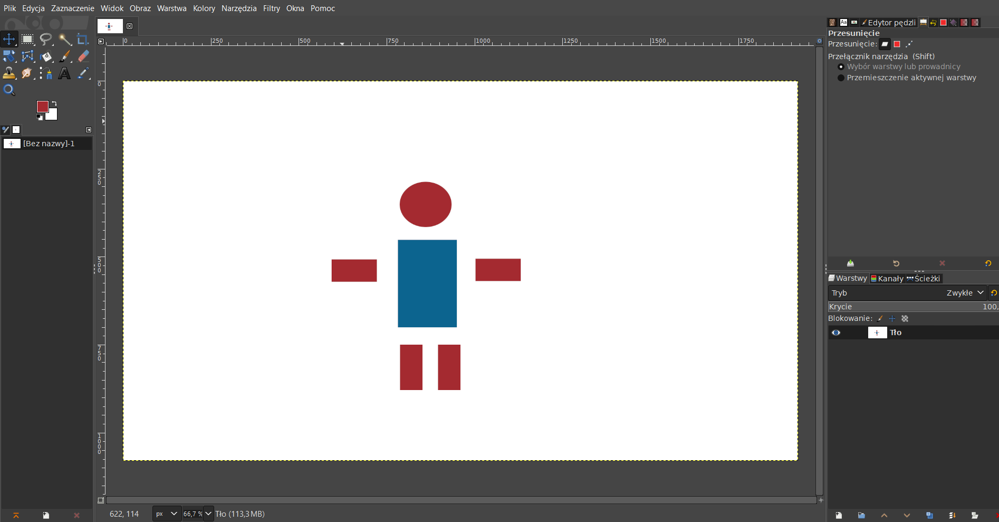 Plik Edycja Zaznaczenie Widok Obraz Warstwa Kolory Narzędzia Filtry Okna Pomoc
Aa Edytor pędzli
Przesunięcie
0 250 500 750 1000 1250 1500 1750
Przesunięcie:
Przełącznik narzędzia (Shift)
Wybór warstwy lub prowadnicy
Przemieszczenie aktywnej warstwy
[Bez nazwy]-1
0
250
500
750
1000
Warstwy Kanały Ścieżki
Tryb Zwykłe
Krycie 100,
Blokowanie:
Tło
622, 114 px 66,7 % Tło (113,3 MB)